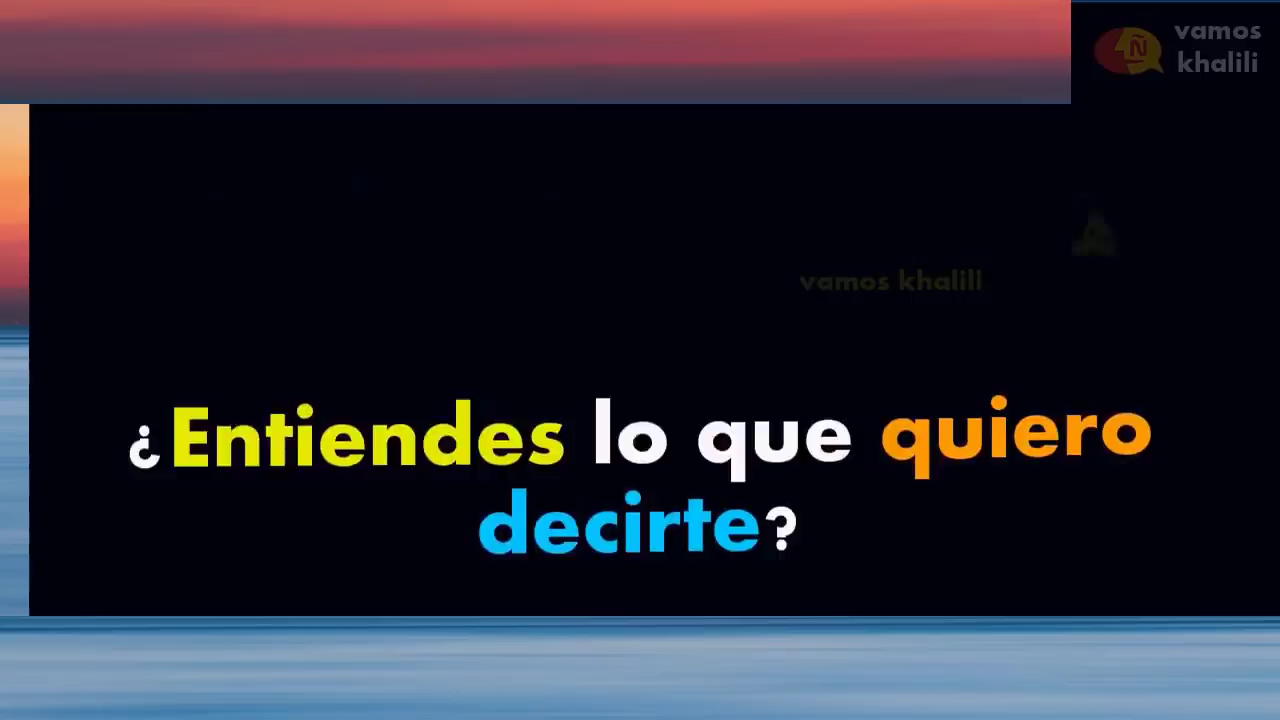 vamos
khalili
Ñ
vamos khalili
¿Entiendes lo que quiero
decirte?